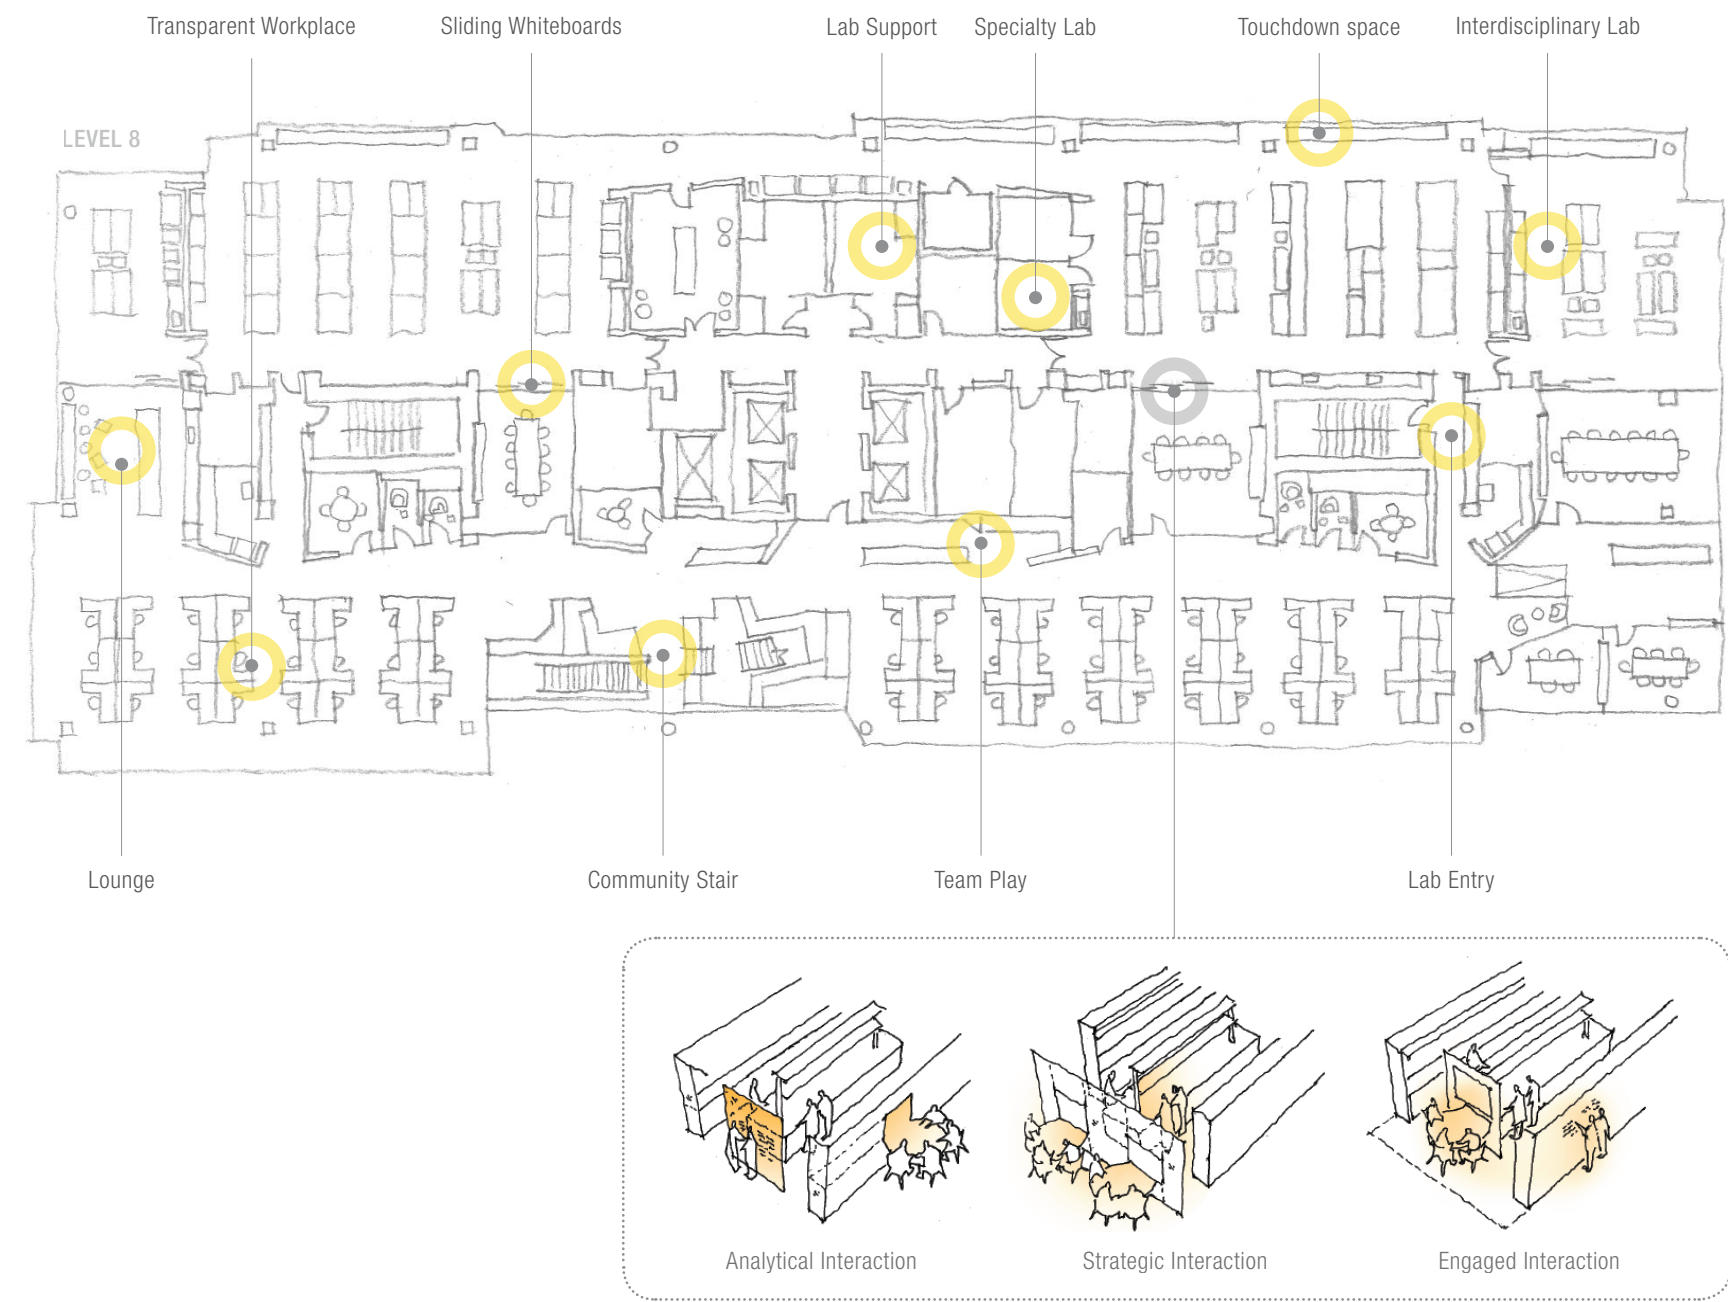 Transparent Workplace
Sliding Whiteboards
Lab Support
Specialty Lab
Touchdown space
Interdisciplinary Lab
LEVEL 8
Lounge
Community Stair
Team Play
Lab Entry
Analytical Interaction
Strategic Interaction
Engaged Interaction